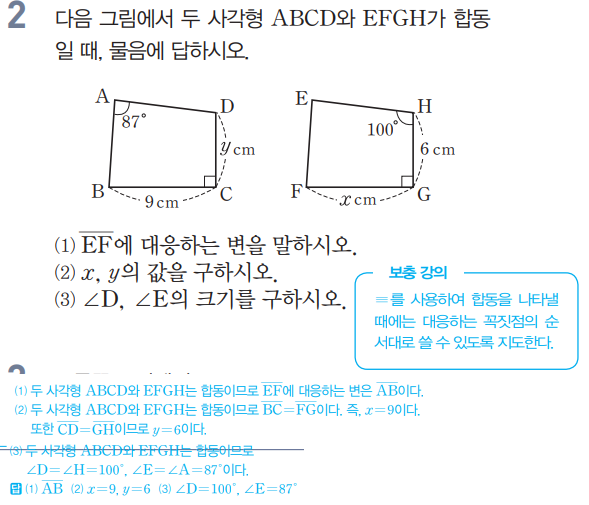 2 다음 그림에서 두 사각형 ABCD와 EFGH가 합동
일 때, 물음에 답하시오.
A
87°
D
y cm
B
9 cm
C
E
100°
H
6 cm
F
x cm
G
(1) EF에 대응하는 변을 말하시오.
(2) x, y의 값을 구하시오.
(3) ∠D, ∠E의 크기를 구하시오.
보충 강의
≡를 사용하여 합동을 나타낼
때에는 대응하는 꼭짓점의 순
서대로 쓸 수 있도록 지도한다.
(1) 두 사각형 ABCD와 EFGH는 합동이므로 EF에 대응하는 변은 AB이다.
(2) 두 사각형 ABCD와 EFGH는 합동이므로 BC=FG이다. 즉, x=9이다.
또한 CD=GH이므로 y=6이다.
(3) 두 사각형 ABCD와 EFGH는 합동이므로
∠D=∠H=100°, ∠E=∠A=87°이다.
답 (1) AB (2) x=9, y=6 (3) ∠D=100°, ∠E=87°